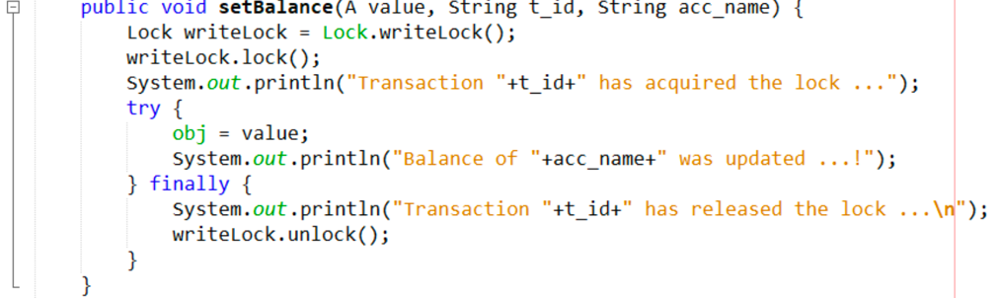 public void setBalance(A value, String t_id, String acc_name) {
Lock writeLock = Lock.writeLock();
writeLock.lock();
System.out.println("Transaction "+t_id+" has acquired the lock ...");
try {
obj = value;
System.out.println("Balance of "+acc_name+" was updated ...!");
} finally {
System.out.println("Transaction "+t_id+" has released the lock ...\n");
writeLock.unlock();
}
}